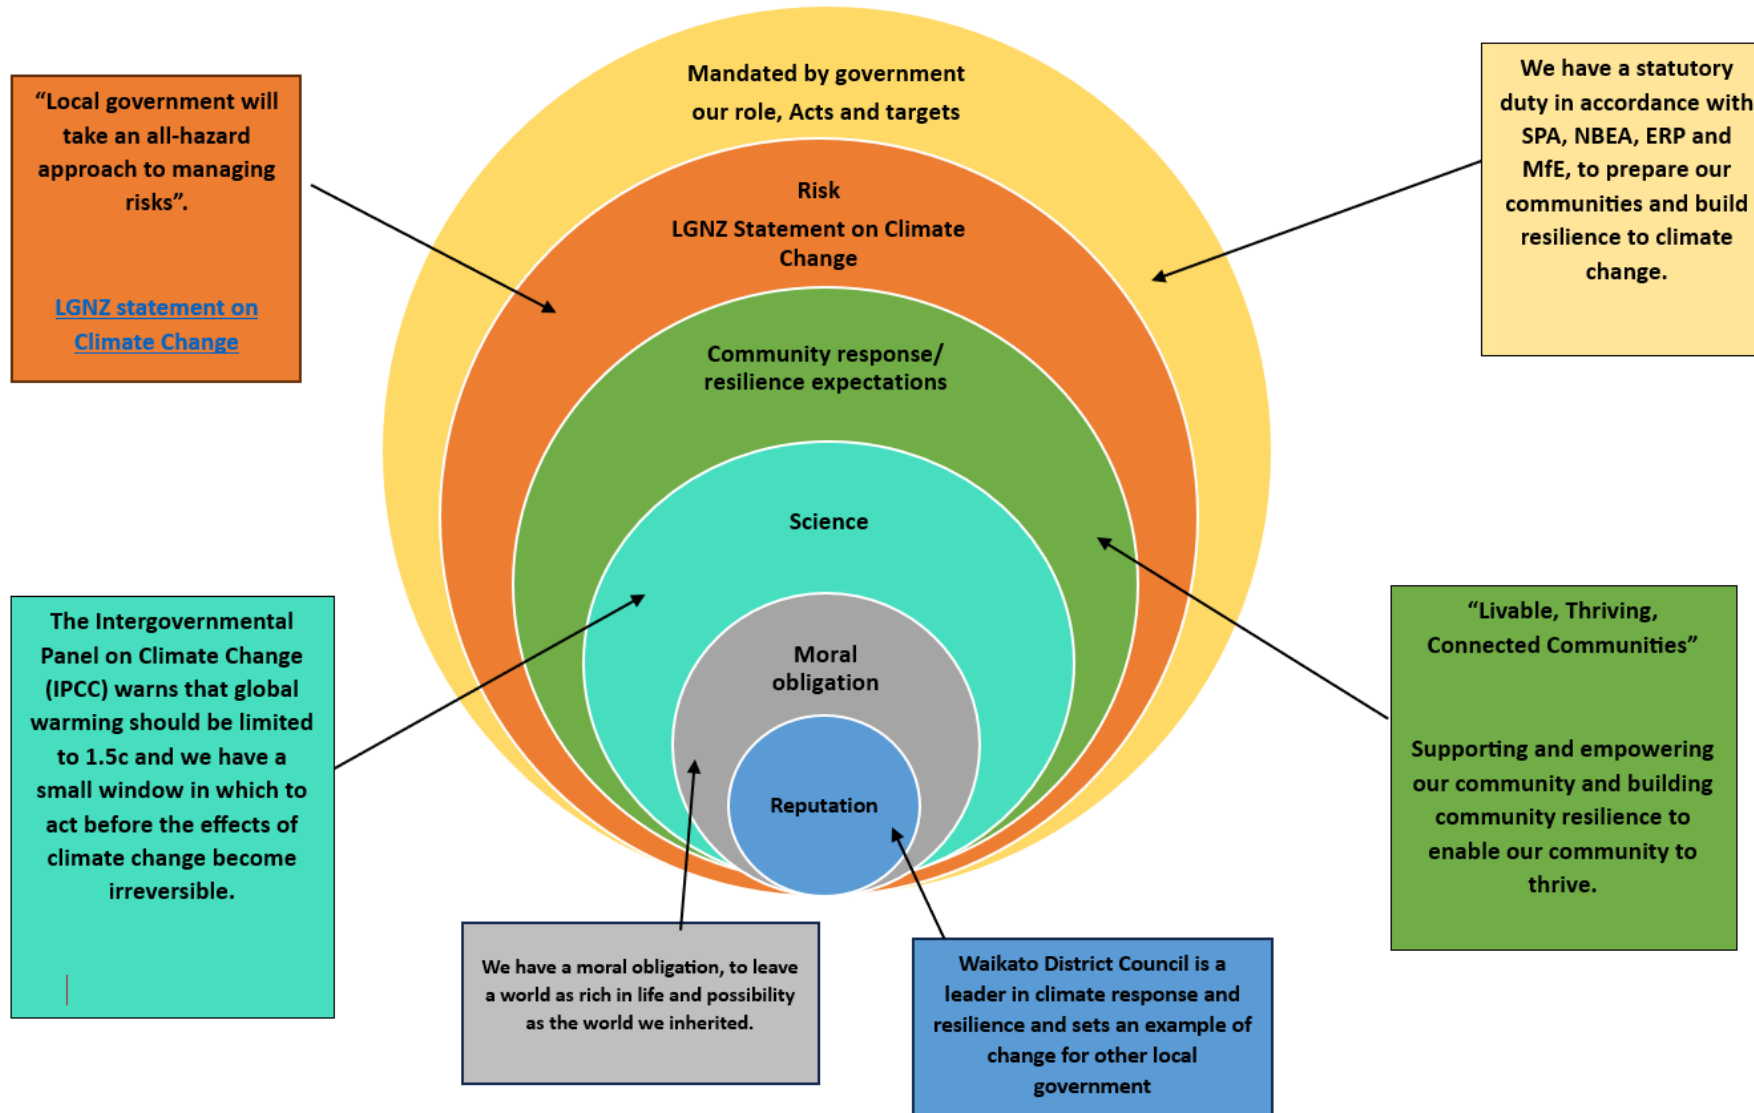 Mandated by government
our role, Acts and targets
Risk
LGNZ Statement on Climate
Change
Community response/
resilience expectations
Science
Moral
obligation
Reputation
“Local government will
take an all-hazard
approach to managing
risks”.
LGNZ statement on
Climate Change
We have a statutory
duty in accordance with
SPA, NBEA, ERP and
MfE, to prepare our
communities and build
resilience to climate
change.
The Intergovernmental
Panel on Climate Change
(IPCC) warns that global
warming should be limited
to 1.5c and we have a
small window in which to
act before the effects of
climate change become
irreversible.
“Livable, Thriving,
Connected Communities”
Supporting and empowering
our community and building
community resilience to
enable our community to
thrive.
We have a moral obligation, to leave
a world as rich in life and possibility
as the world we inherited.
Waikato District Council is a
leader in climate response and
resilience and sets an example of
change for other local
government